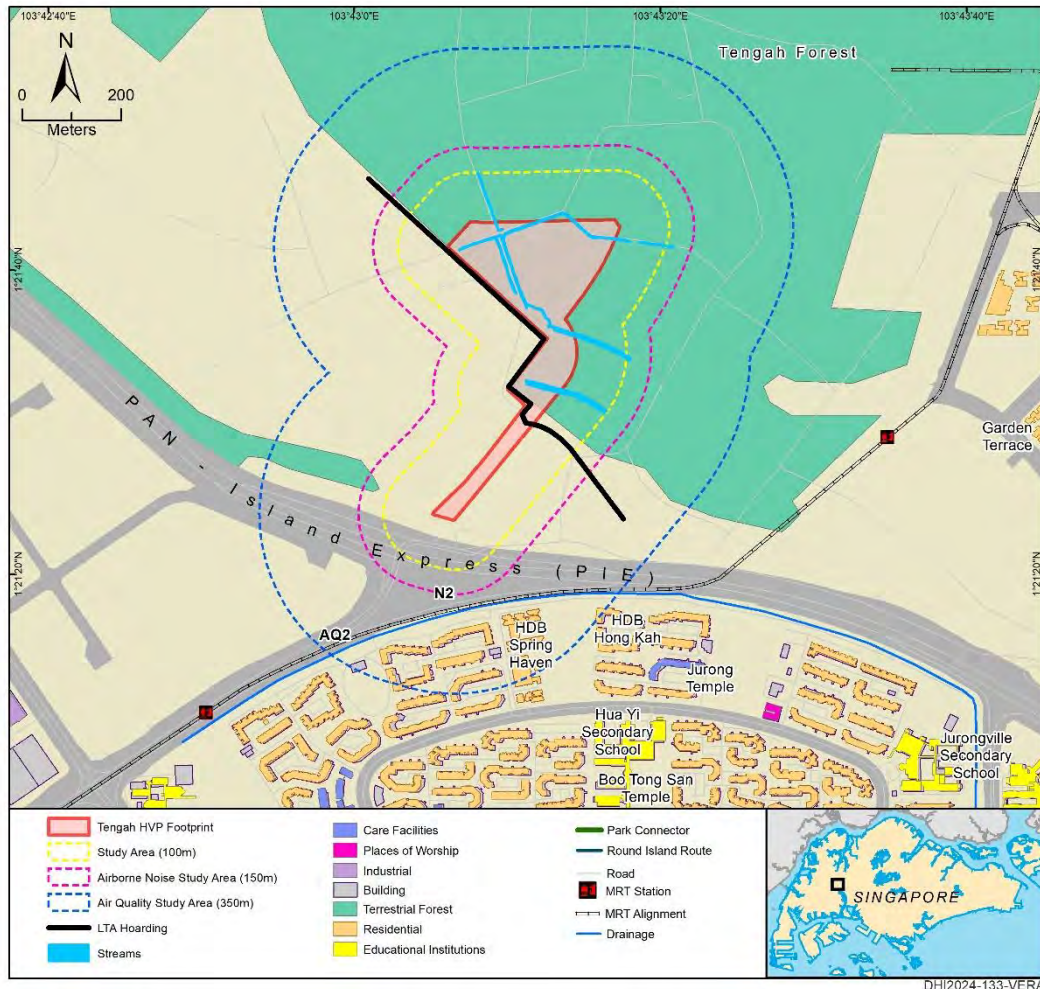 103°42'40"
103°43'0"E
103°43'20"E
103°43'40"
N
0 200
Meters
Tengah Forest
1°21'40"N
1°21'40"N
Garden
Terrace
PAN - Island Express (PIE)
1°21'20"N
1°21'20"N
N2
AQ2
HDB
Spring
Haven
HDB
Hong Kah
Jurong
Temple
Hua Yi
Secondary
School
Boo Tong San
Temple
Jurongville
Secondary
School
Tengah HVP Footprint
Study Area (100m)
Airborne Noise Study Area (150m)
Air Quality Study Area (350m)
LTA Hoarding
Streams
Care Facilities
Places of Worship
Industrial
Building
Terrestrial Forest
Residential
Educational Institutions
Park Connector
Round Island Route
Road
MRT Station
MRT Alignment
Drainage
SINGAPORE
DHI2024-133-VERA